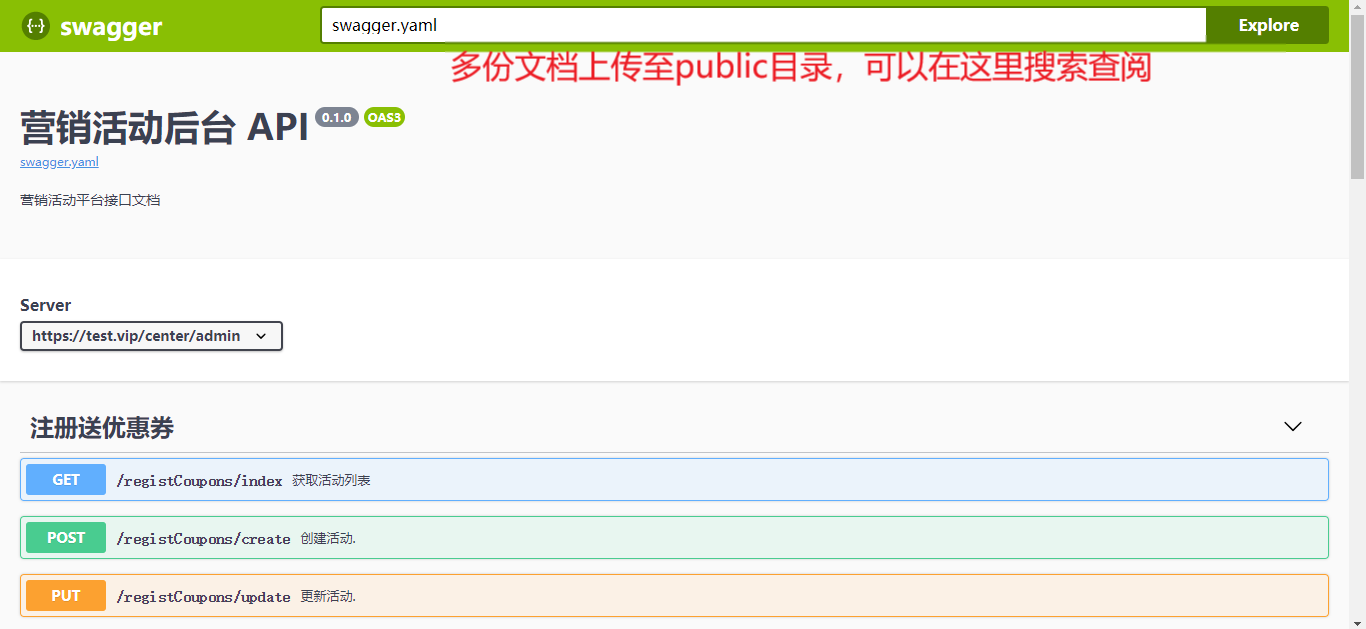 {···} swagger
swagger.yaml
Explore
多份文档上传至public目录，可以在这里搜索查阅
营销活动后台 API 0.1.0 OAS3
swagger.yaml
营销活动平台接口文档
Server
https://test.vip/center/admin
注册送优惠券
GET /registCoupons/index 获取活动列表
POST /registCoupons/create 创建活动.
PUT /registCoupons/update 更新活动.